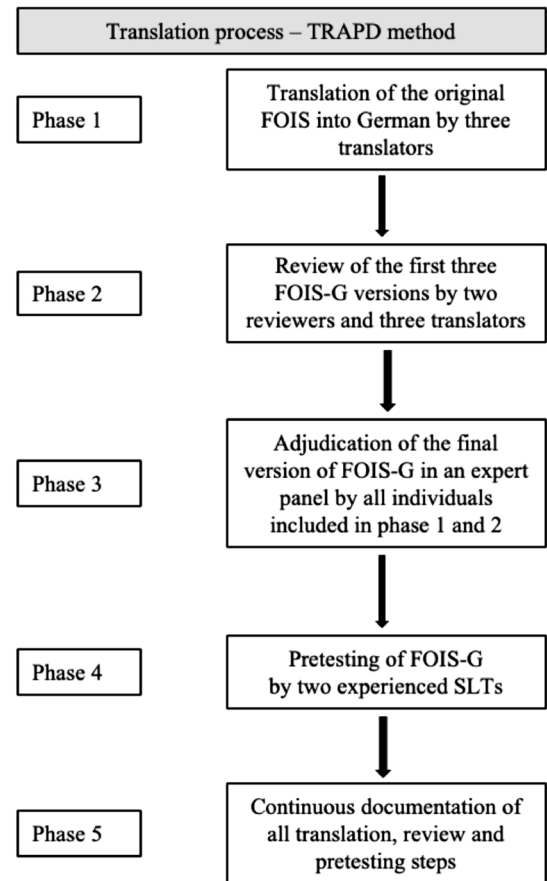 Translation process – TRAPD method
Phase 1
Translation of the original
FOIS into German by three
translators
Phase 2
Review of the first three
FOIS-G versions by two
reviewers and three translators
Phase 3
Adjudication of the final
version of FOIS-G in an expert
panel by all individuals
included in phase 1 and 2
Phase 4
Pretesting of FOIS-G
by two experienced SLTs
Phase 5
Continuous documentation of
all translation, review and
pretesting steps